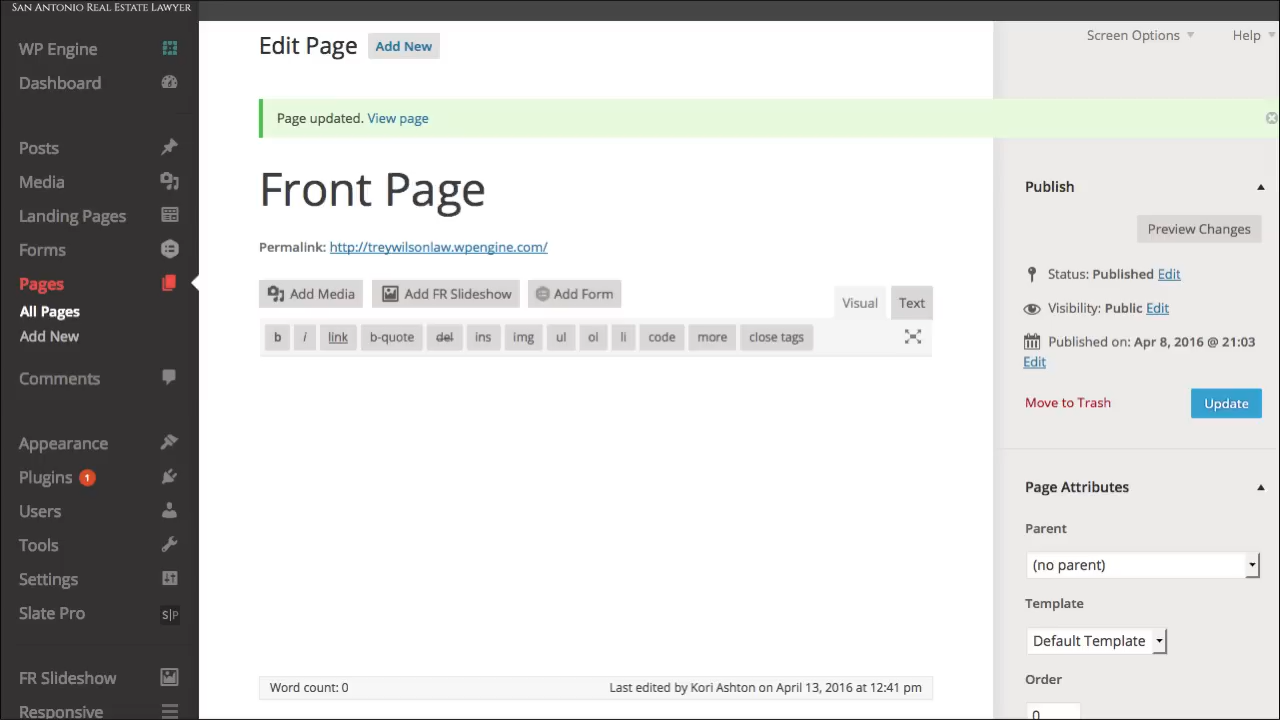 SAN ANTONIO REAL ESTATE LAWYER
WP Engine
Dashboard
Posts
Media
Landing Pages
Forms
Pages
All Pages
Add New
Comments
Appearance
Plugins 1
Users
Tools
Settings
Slate Pro S|P
FR Slideshow
Responsive
Edit Page Add New
Screen Options Help
Page updated. View page
Front Page
Permalink: http://treywilsonlaw.wpengine.com/
Add Media Add FR Slideshow Add Form
Visual Text
b i link b-quote del ins img ul ol li code more close tags
Word count: 0 Last edited by Kori Ashton on April 13, 2016 at 12:41 pm
Publish
Preview Changes
Status: Published Edit
Visibility: Public Edit
Published on: Apr 8, 2016 @ 21:03
Edit
Move to Trash Update
Page Attributes
Parent
(no parent)
Template
Default Template
Order
0